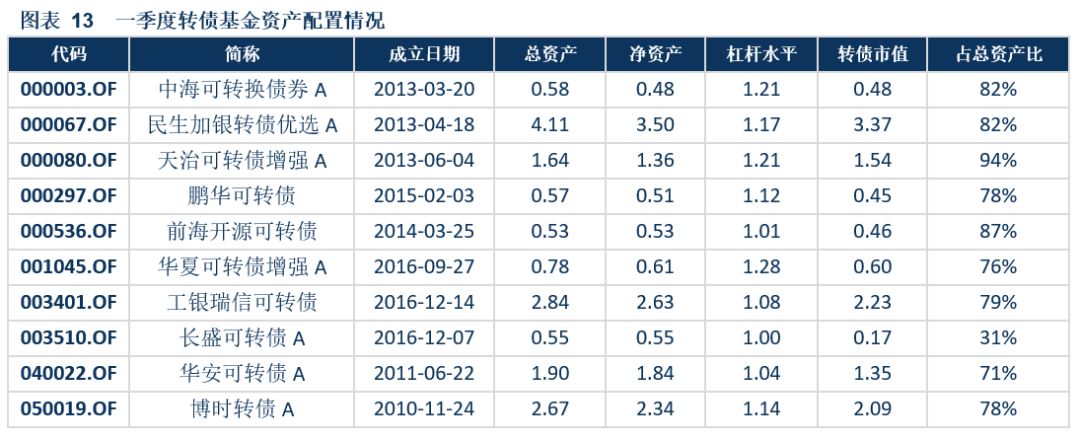 图表 13 一季度转债基金资产配置情况
代码 简称 成立日期 总资产 净资产 杠杆水平 转债市值 占总资产比
000003.OF 中海可转换债券 A 2013-03-20 0.58 0.48 1.21 0.48 82%
000067.OF 民生加银转债优选 A 2013-04-18 4.11 3.50 1.17 3.37 82%
000080.OF 天治可转债增强 A 2013-06-04 1.64 1.36 1.21 1.54 94%
000297.OF 鹏华可转债 2015-02-03 0.57 0.51 1.12 0.45 78%
000536.OF 前海开源可转债 2014-03-25 0.53 0.53 1.01 0.46 87%
001045.OF 华夏可转债增强 A 2016-09-27 0.78 0.61 1.28 0.60 76%
003401.OF 工银瑞信可转债 2016-12-14 2.84 2.63 1.08 2.23 79%
003510.OF 长盛可转债 A 2016-12-07 0.55 0.55 1.00 0.17 31%
040022.OF 华安可转债 A 2011-06-22 1.90 1.84 1.04 1.35 71%
050019.OF 博时转债 A 2010-11-24 2.67 2.34 1.14 2.09 78%